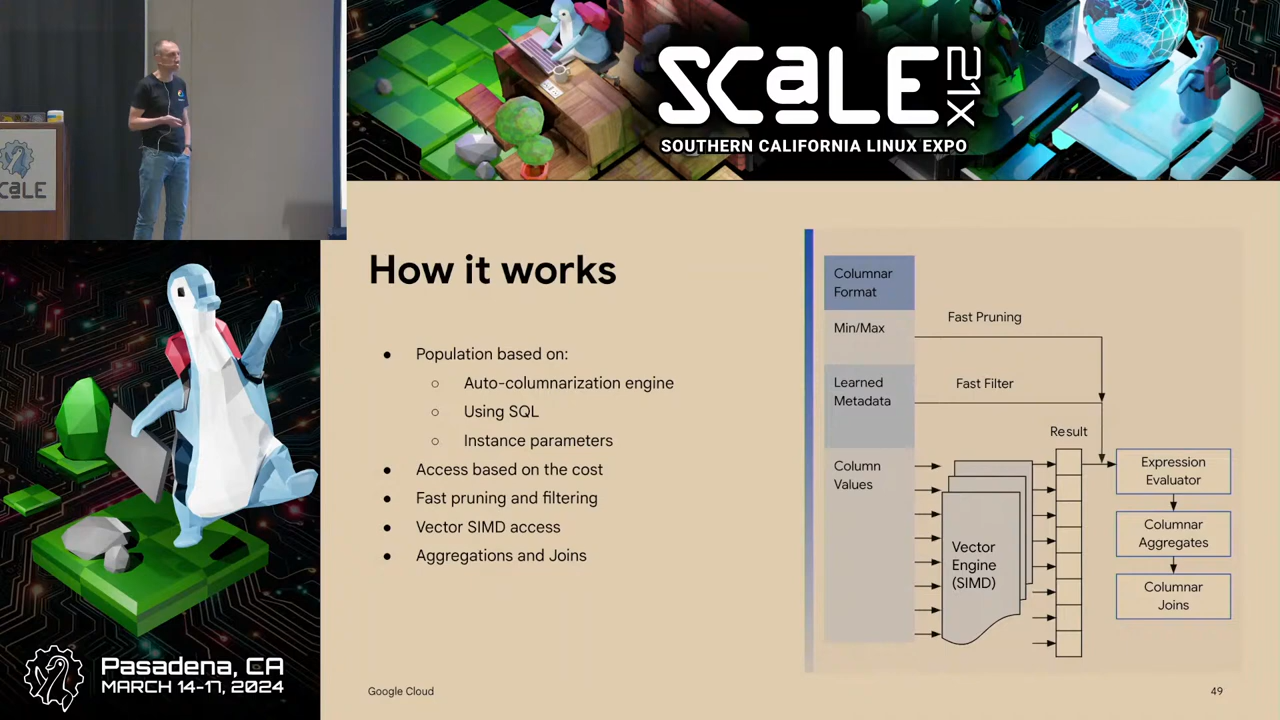 SCaLE 21x
SOUTHERN CALIFORNIA LINUX EXPO
CaLE
How it works
● Population based on:
○ Auto-columnarization engine
○ Using SQL
○ Instance parameters
● Access based on the cost
● Fast pruning and filtering
● Vector SIMD access
● Aggregations and Joins
Columnar
Format
Min/Max
Learned
Metadata
Column
Values
Fast Pruning
Fast Filter
Result
Vector
Engine
(SIMD)
Expression
Evaluator
Columnar
Aggregates
Columnar
Joins
Pasadena, CA
MARCH 14-17, 2024
Google Cloud
49